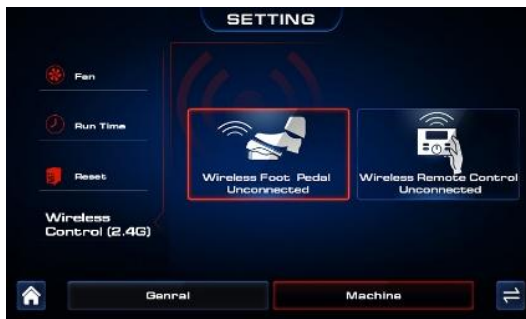 SETTING
Fan
Run Time
Reset
Wireless
Control (2.4G)
Wireless Foot Pedal
Unconnected
Wireless Remote Control
Unconnected
Genral
Machine